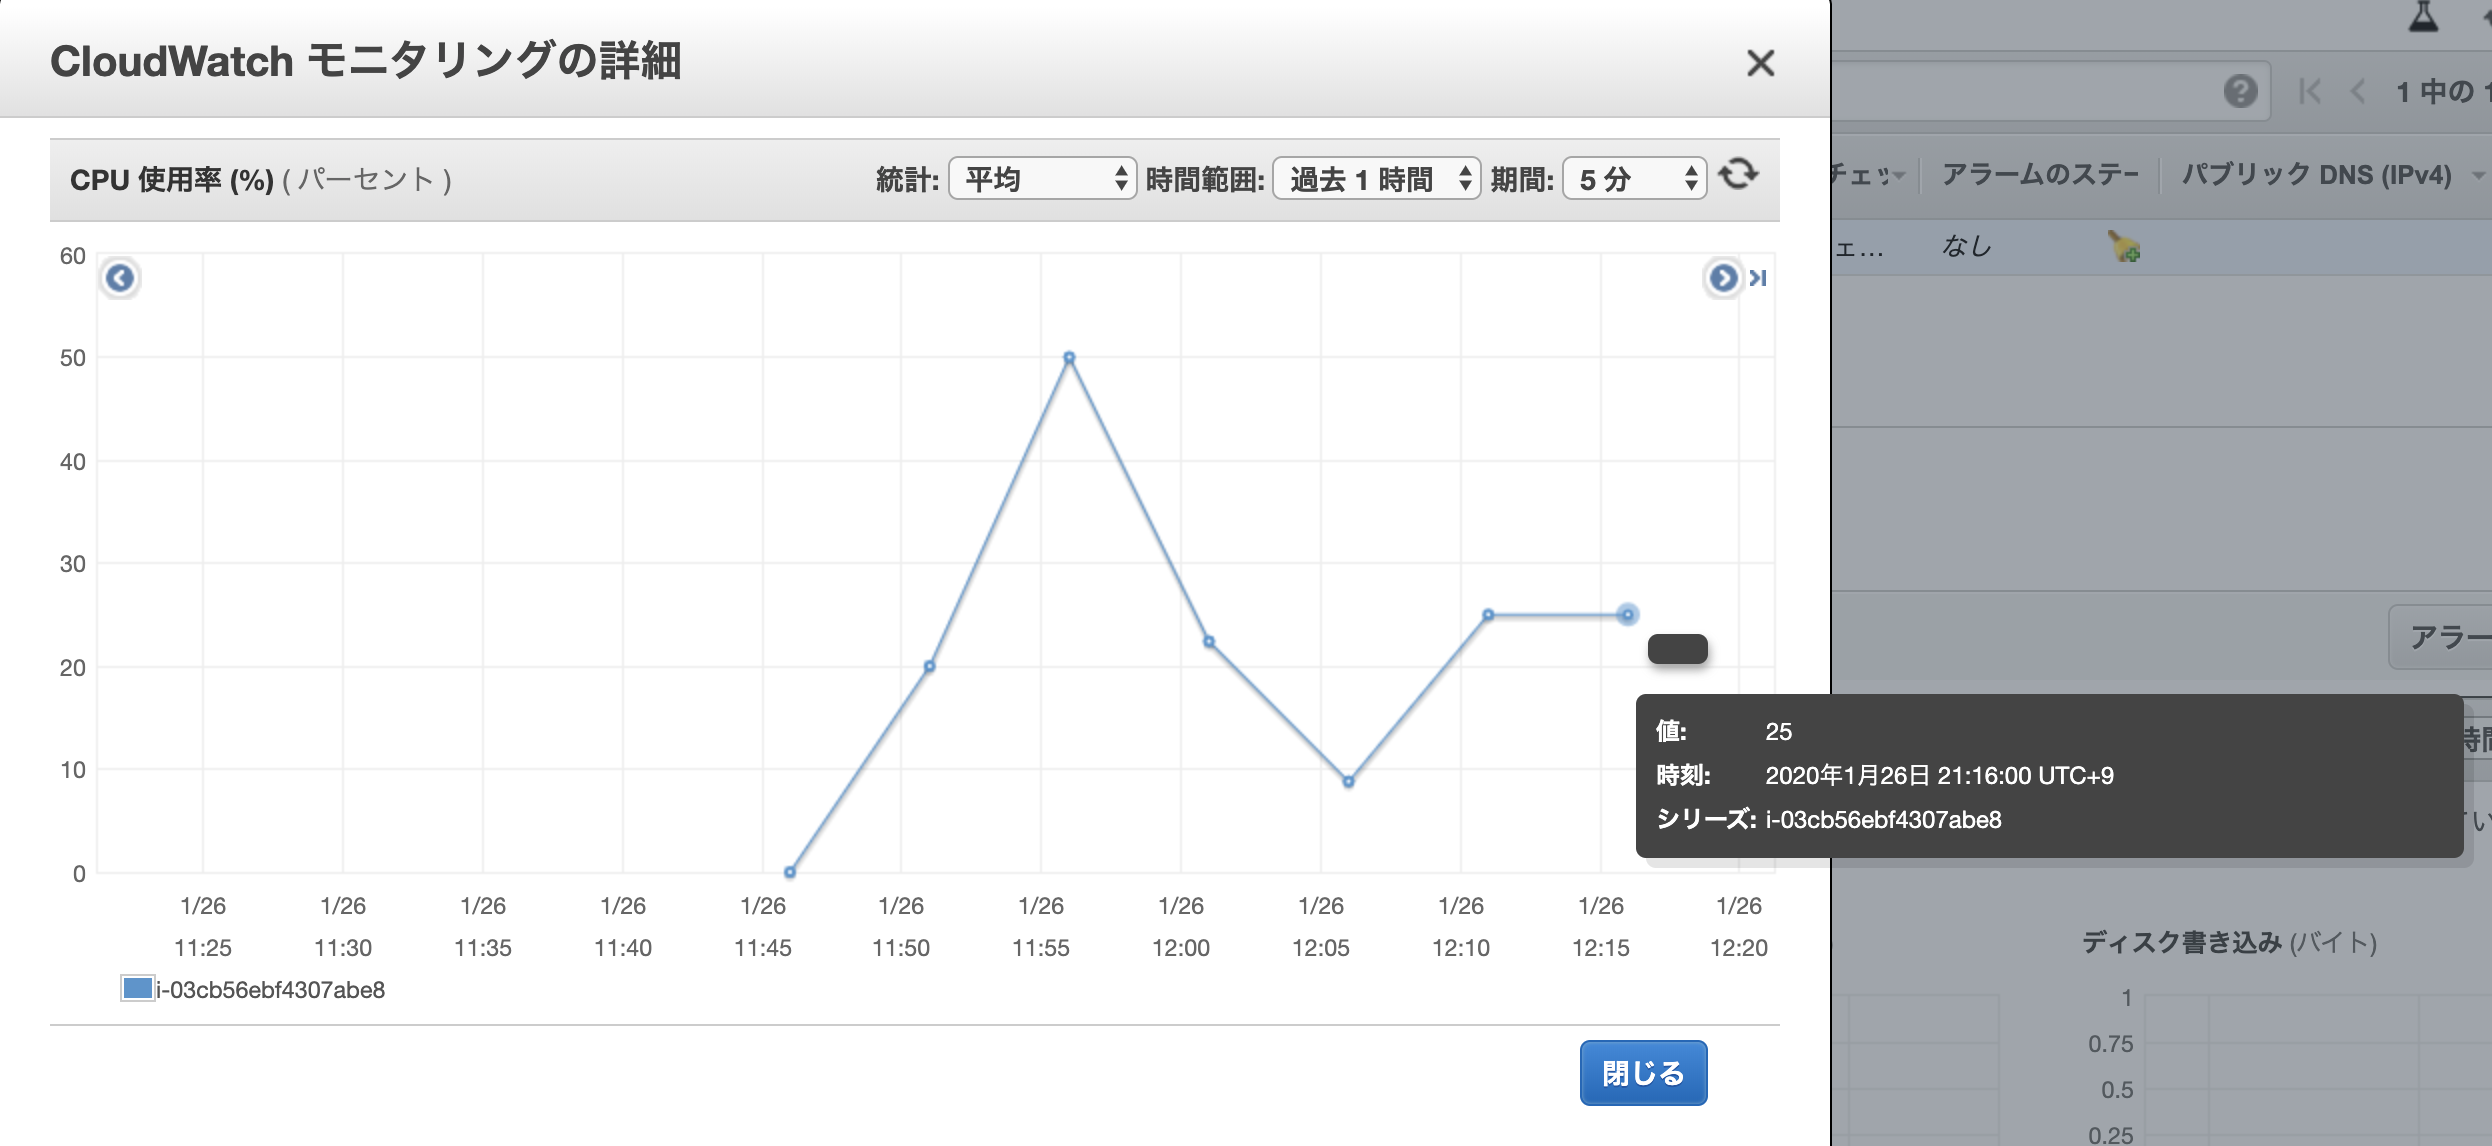 CloudWatch モニタリングの詳細
CPU 使用率 (%) ( パーセント )
統計: 平均 時間範囲: 過去 1 時間 期間: 5 分
60
50
40
30
20
10
0
1/26 1/26 1/26 1/26 1/26 1/26 1/26 1/26 1/26 1/26 1/26 1/26
11:25 11:30 11:35 11:40 11:45 11:50 11:55 12:00 12:05 12:10 12:15 12:20
i-03cb56ebf4307abe8
閉じる
値: 25
時刻: 2020年1月26日 21:16:00 UTC+9
シリーズ: i-03cb56ebf4307abe8
1 中の 1
チェッ アラームのステー パブリック DNS (IPv4)
ェ... なし
アラー
時間
ディスク書き込み (バイト)
1
0.75
0.5
0.25